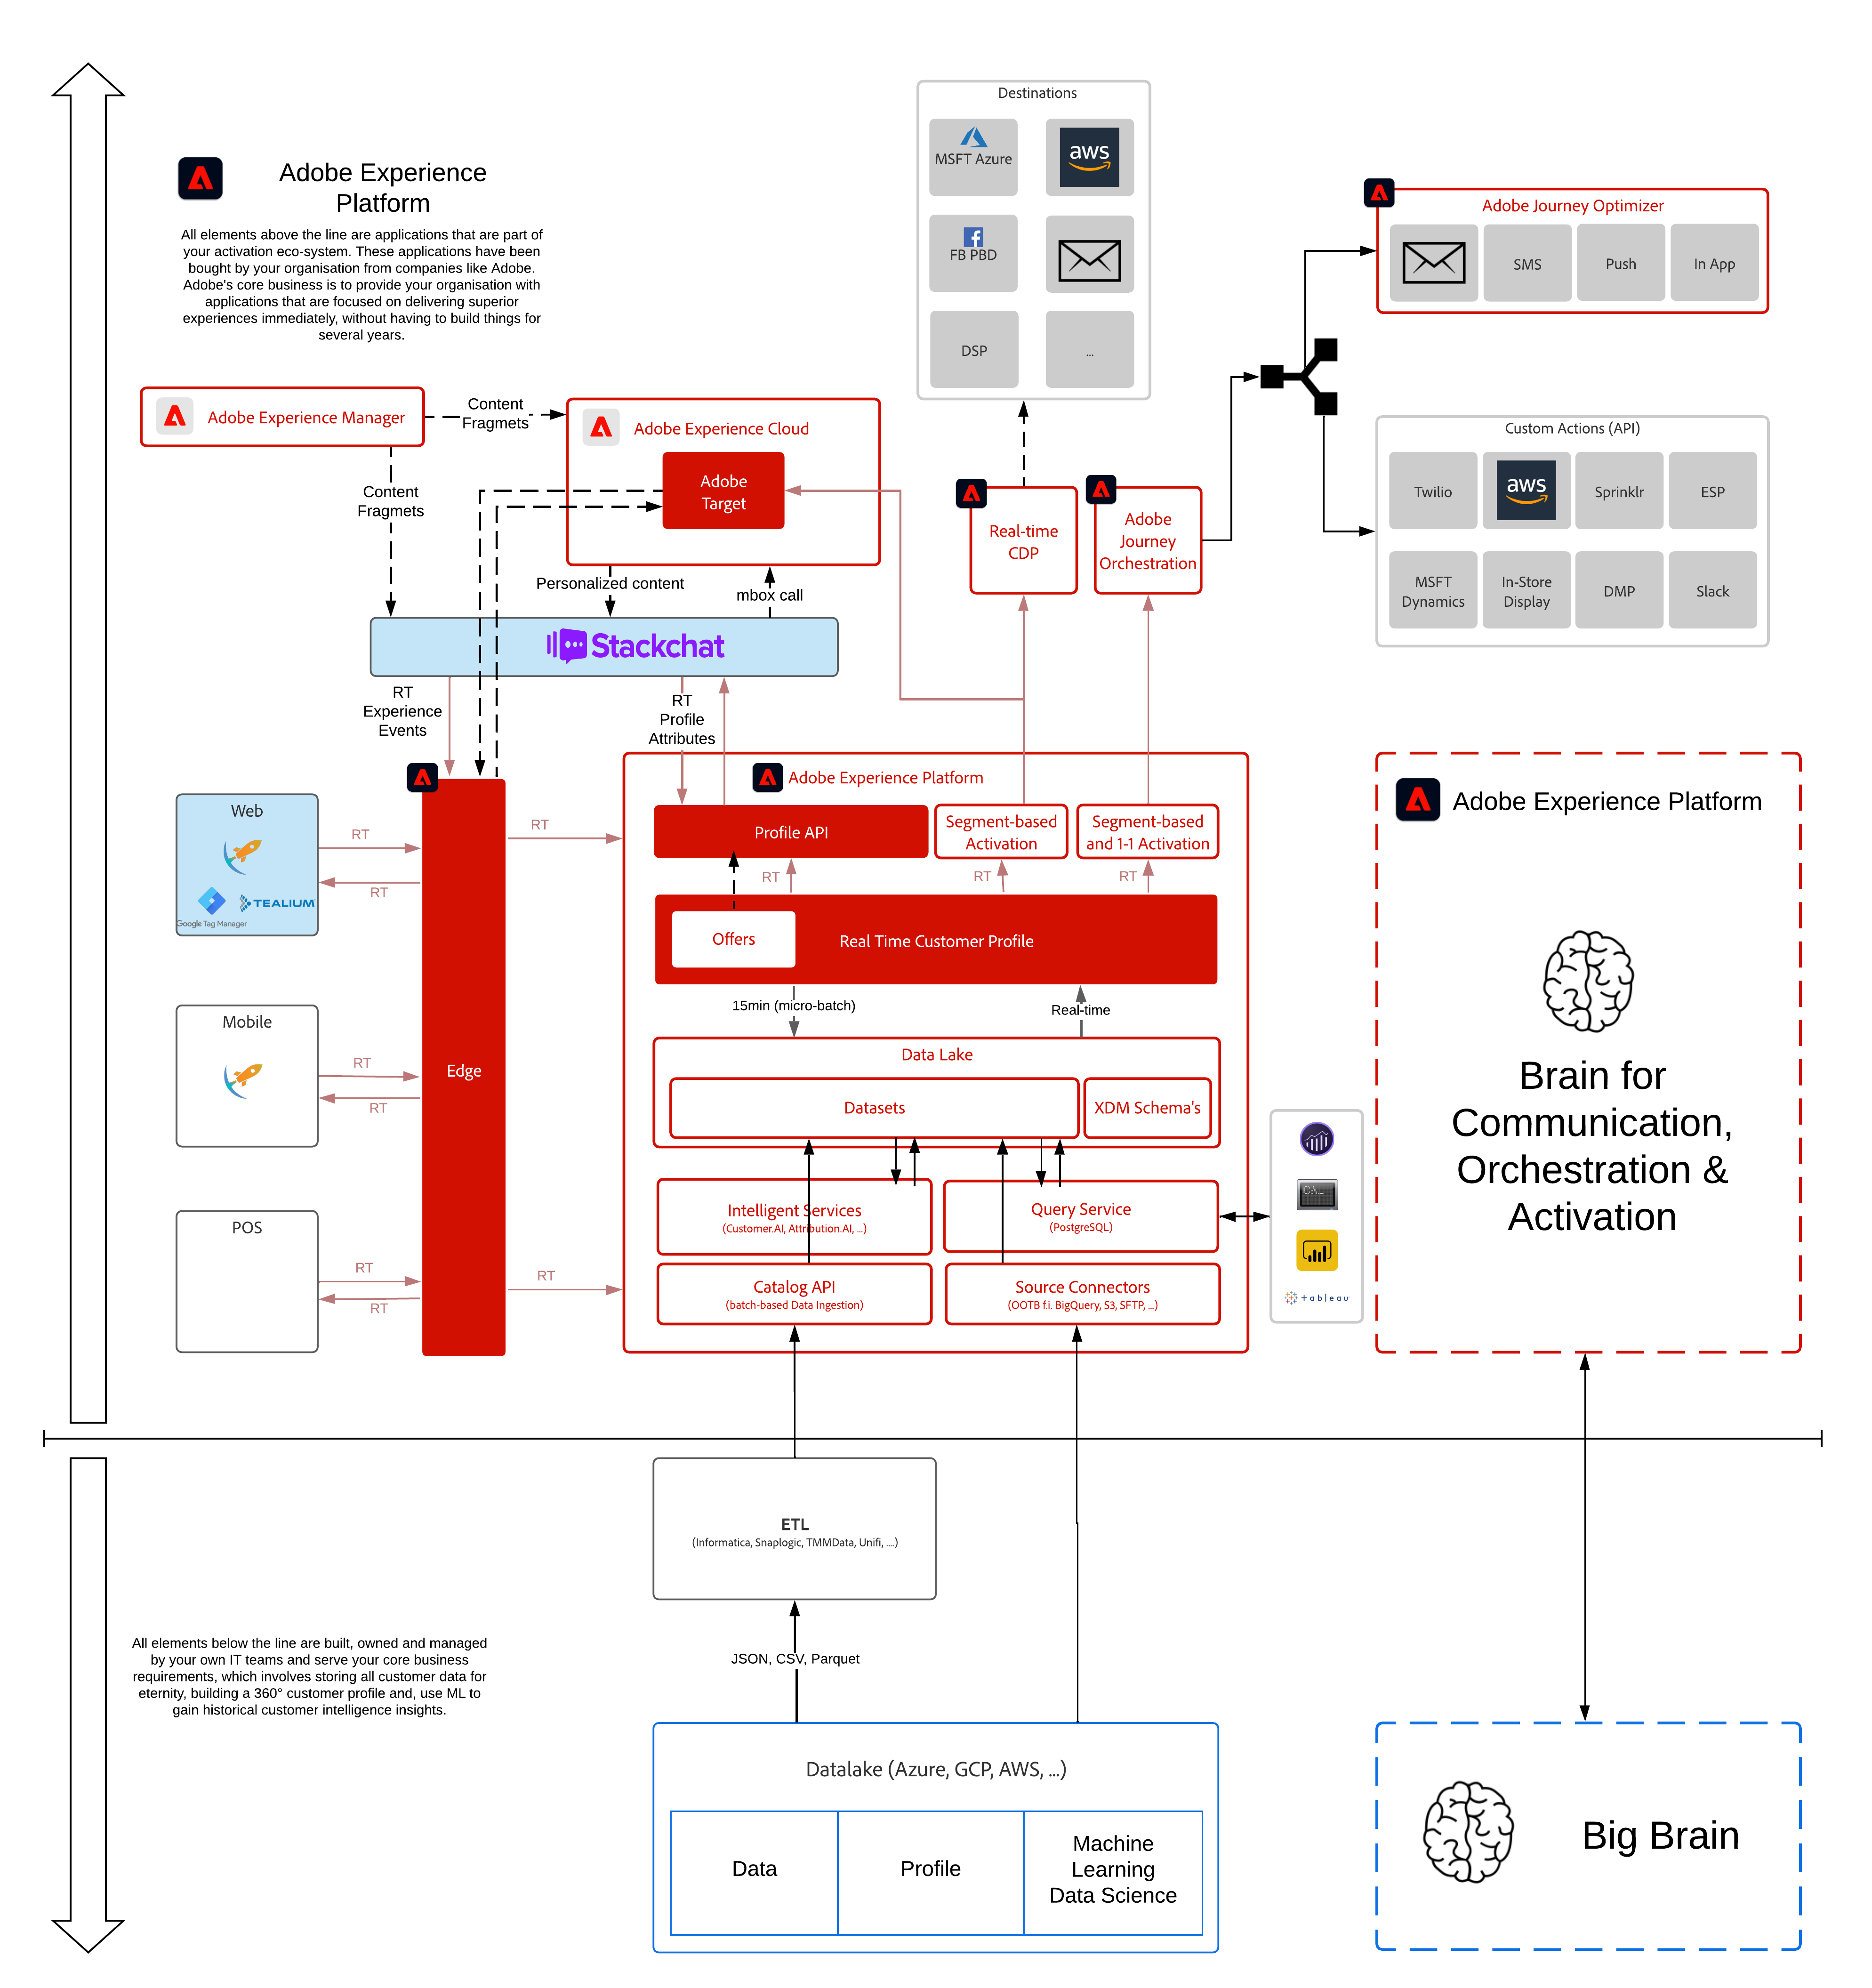 Destinations
MSFT Azure
aws
FB PBD
DSP
...
Adobe Experience
Platform
All elements above the line are applications that are part of
your activation eco-system. These applications have been
bought by your organisation from companies like Adobe.
Adobe's core business is to provide your organisation with
applications that are focused on delivering superior
experiences immediately, without having to build things for
several years.
Adobe Journey Optimizer
SMS
Push
In App
Adobe Experience Manager
Content
Fragmets
Content
Fragmets
Adobe Experience Cloud
Adobe
Target
Real-time
CDP
Adobe
Journey
Orchestration
Custom Actions (API)
Twilio
aws
Sprinklr
ESP
MSFT
Dynamics
In-Store
Display
DMP
Slack
Personalized content
mbox call
Stackchat
RT
Experience
Events
RT
Profile
Attributes
Web
Google Tag Manager
TEALIUM
RT
RT
Mobile
RT
RT
POS
RT
RT
Edge
RT
RT
Adobe Experience Platform
Profile API
Segment-based
Activation
Segment-based
and 1-1 Activation
RT
RT
RT
Offers
Real Time Customer Profile
15min (micro-batch)
Real-time
Data Lake
Datasets
XDM Schema's
Intelligent Services
(Customer.AI, Attribution.AI, ...)
Query Service
(PostgreSQL)
Catalog API
(batch-based Data Ingestion)
Source Connectors
(OOTB f.i. BigQuery, S3, SFTP, ...)
C:\_
+ableau
Adobe Experience Platform
Brain for
Communication,
Orchestration &
Activation
ETL
(Informatica, Snaplogic, TMMData, Unifi, ....)
JSON, CSV, Parquet
All elements below the line are built, owned and managed
by your own IT teams and serve your core business
requirements, which involves storing all customer data for
eternity, building a 360° customer profile and, use ML to
gain historical customer intelligence insights.
Datalake (Azure, GCP, AWS, ...)
Data
Profile
Machine
Learning
Data Science
Big Brain